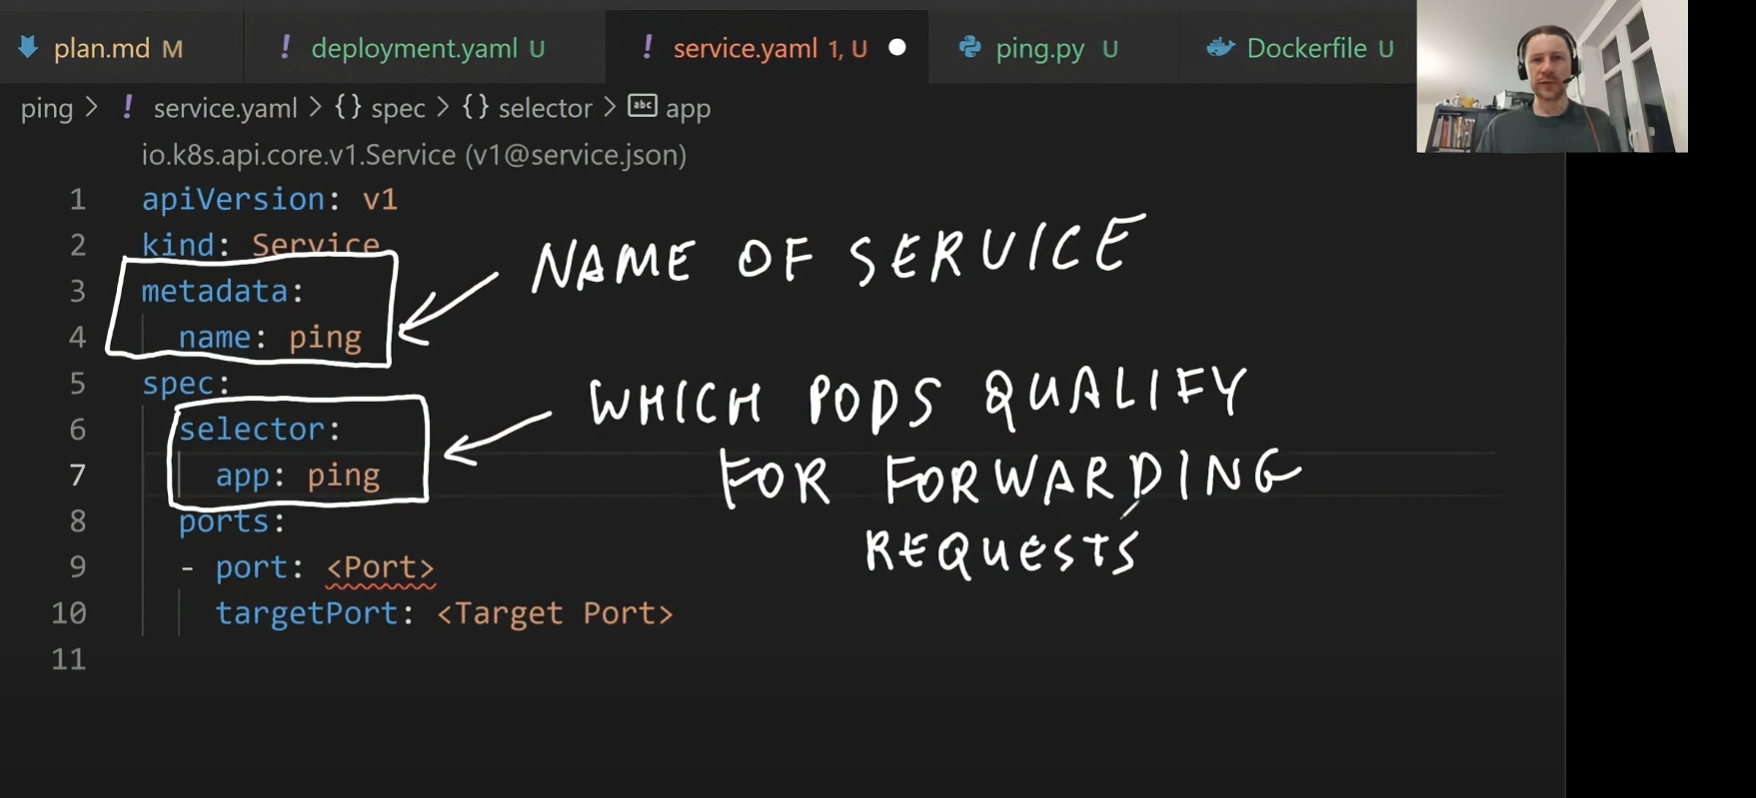 plan.md M
! deployment.yaml U
! service.yaml 1, U
ping.py U
Dockerfile U
ping > ! service.yaml > {} spec > {} selector > abc app
io.k8s.api.core.v1.Service (v1@service.json)
1 apiVersion: v1
2 kind: Service
3 metadata:
4 name: ping
5 spec:
6 selector:
7 app: ping
8 ports:
9 - port: <Port>
10 targetPort: <Target Port>
11
NAME OF SERVICE
WHICH PODS QUALIFY
FOR FORWARDING
REQUESTS